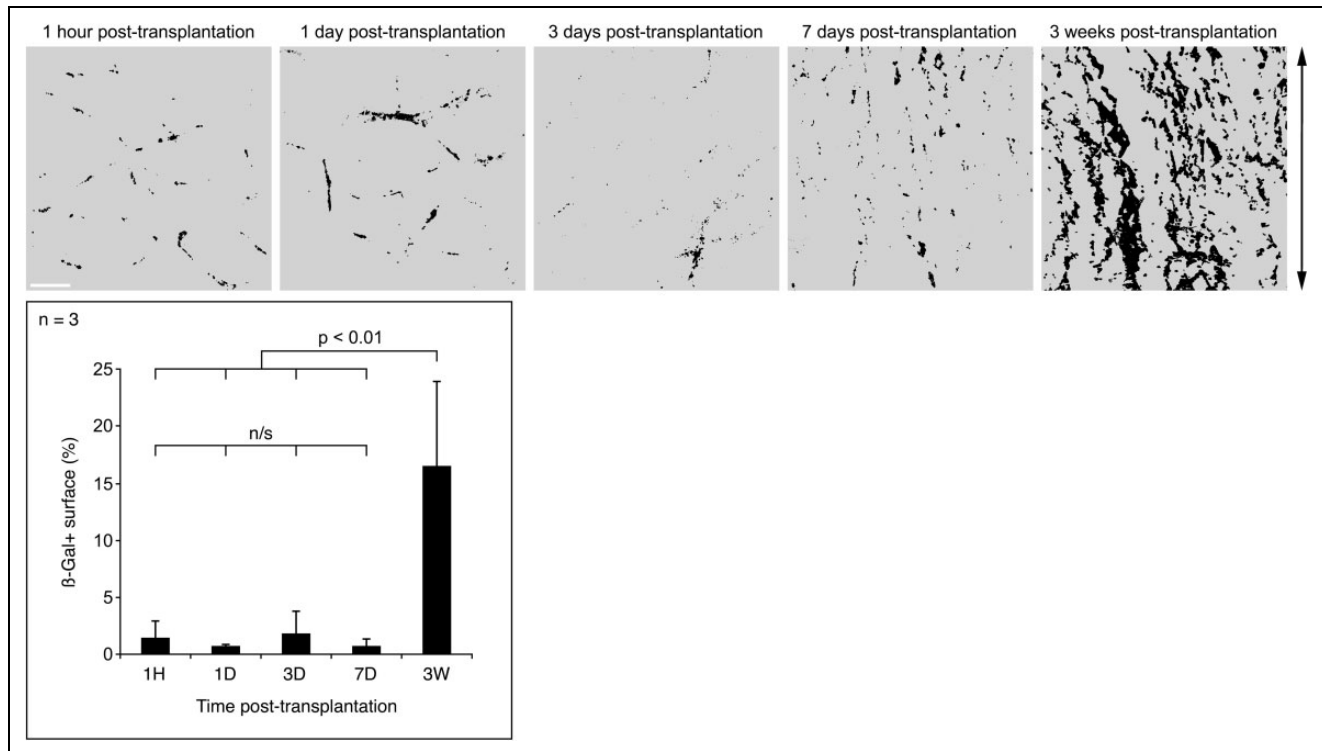 1 hour post-transplantation
1 day post-transplantation
3 days post-transplantation
7 days post-transplantation
3 weeks post-transplantation
n = 3
p < 0.01
n/s
25
20
15
10
5
0
ß-Gal+ surface (%)
1H 1D 3D 7D 3W
Time post-transplantation